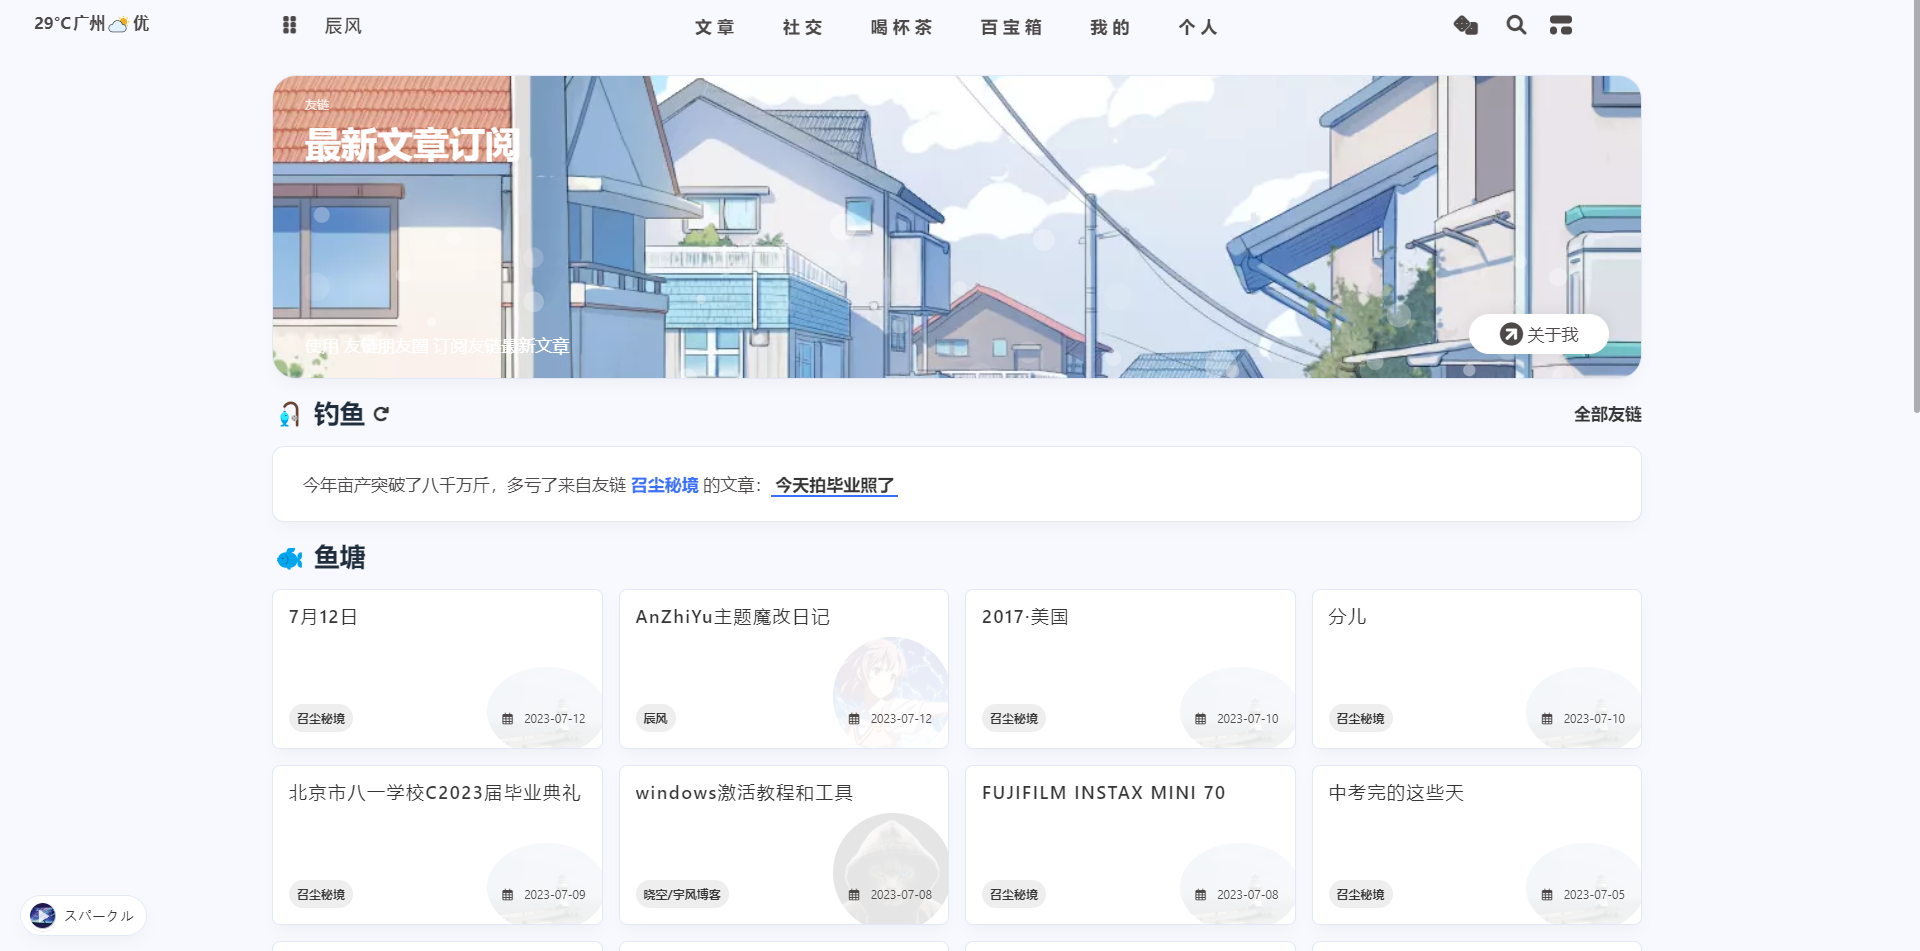 29℃广州 优
辰风
文章 社交 喝杯茶 百宝箱 我的 个人
友链
最新文章订阅
使用 友链朋友圈 订阅友链最新文章
关于我
钓鱼
全部友链
今年亩产突破了八千万斤，多亏了来自友链 召尘秘境 的文章： 今天拍毕业照了
鱼塘
7月12日
召尘秘境 2023-07-12
AnZhiYu主题魔改日记
辰风 2023-07-12
2017·美国
召尘秘境 2023-07-10
分儿
召尘秘境 2023-07-10
北京市八一学校C2023届毕业典礼
召尘秘境 2023-07-09
windows激活教程和工具
晓空/宇风博客 2023-07-08
FUJIFILM INSTAX MINI 70
召尘秘境 2023-07-08
中考完的这些天
召尘秘境 2023-07-05
スパークル